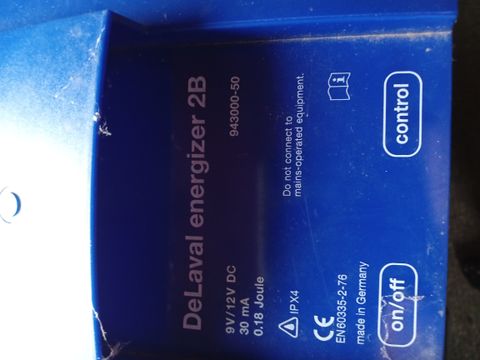 DeLaval energizer 2B
943000-50
9V/12V DC
30 mA
0.18 Joule
Do not connect to
mains-operated equipment.
IPX4
CE
EN60335-2-76
made in Germany
on/off
control